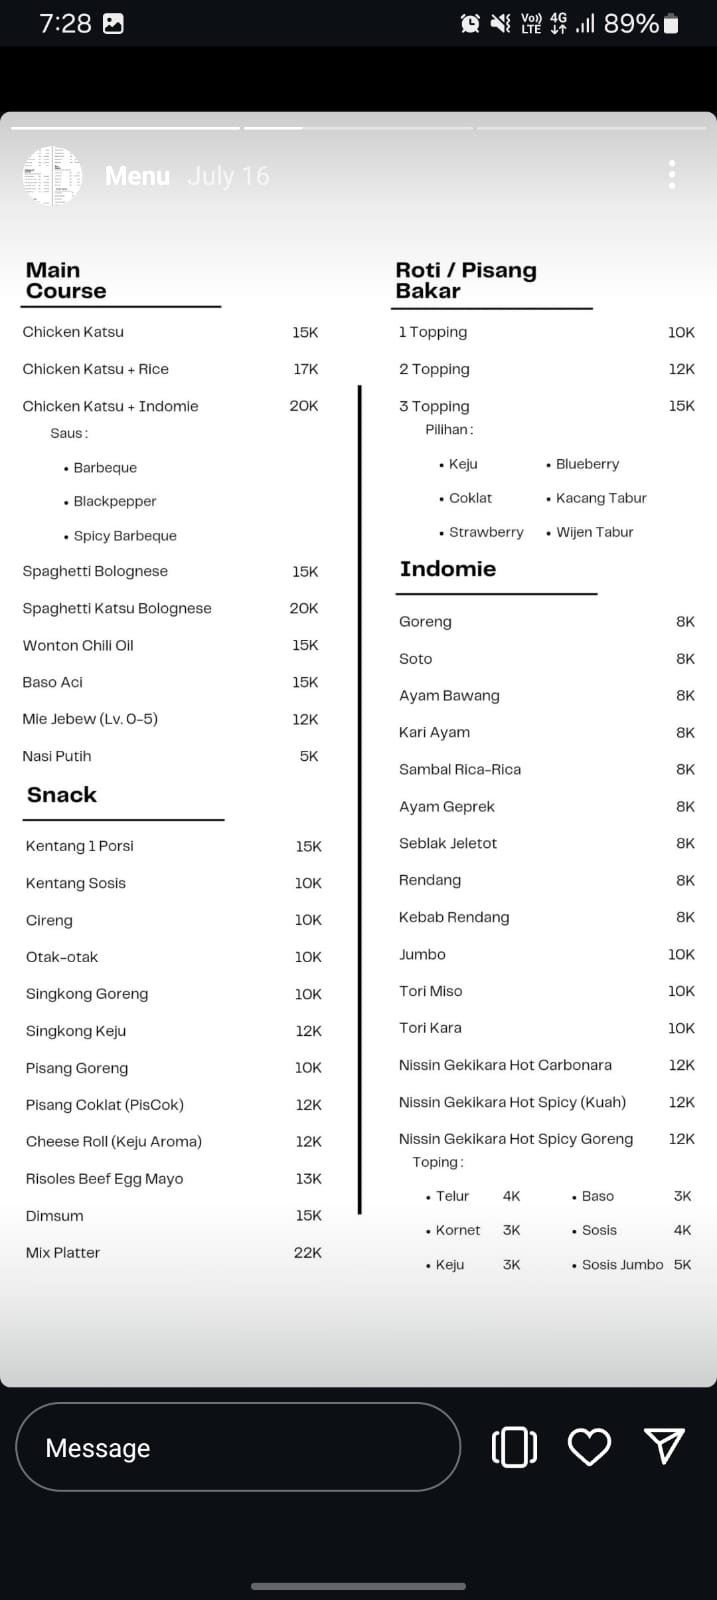 7:28
Vo)) LTE 4G 89%
Menu July 16
Main
Course
Chicken Katsu 15K
Chicken Katsu + Rice 17K
Chicken Katsu + Indomie 20K
Saus :
• Barbeque
• Blackpepper
• Spicy Barbeque
Spaghetti Bolognese 15K
Spaghetti Katsu Bolognese 20K
Wonton Chili Oil 15K
Baso Aci 15K
Mie Jebew (Lv. 0-5) 12K
Nasi Putih 5K
Snack
Kentang 1 Porsi 15K
Kentang Sosis 10K
Cireng 10K
Otak-otak 10K
Singkong Goreng 10K
Singkong Keju 12K
Pisang Goreng 10K
Pisang Coklat (PisCok) 12K
Cheese Roll (Keju Aroma) 12K
Risoles Beef Egg Mayo 13K
Dimsum 15K
Mix Platter 22K
Roti / Pisang
Bakar
1 Topping 10K
2 Topping 12K
3 Topping 15K
Pilihan :
• Keju • Blueberry
• Coklat • Kacang Tabur
• Strawberry • Wijen Tabur
Indomie
Goreng 8K
Soto 8K
Ayam Bawang 8K
Kari Ayam 8K
Sambal Rica-Rica 8K
Ayam Geprek 8K
Seblak Jeletot 8K
Rendang 8K
Kebab Rendang 8K
Jumbo 10K
Tori Miso 10K
Tori Kara 10K
Nissin Gekikara Hot Carbonara 12K
Nissin Gekikara Hot Spicy (Kuah) 12K
Nissin Gekikara Hot Spicy Goreng 12K
Toping :
• Telur 4K • Baso 3K
• Kornet 3K • Sosis 4K
• Keju 3K • Sosis Jumbo 5K
Message